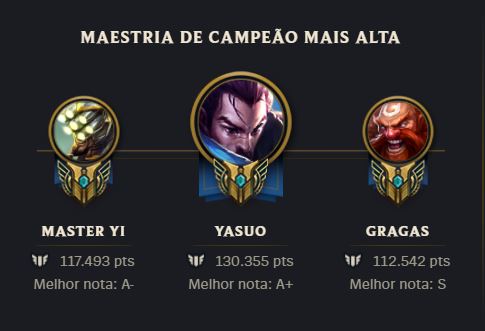 MAESTRIA DE CAMPEÃO MAIS ALTA
MASTER YI
117.493 pts
Melhor nota: A-
YASUO
130.355 pts
Melhor nota: A+
GRAGAS
112.542 pts
Melhor nota: S